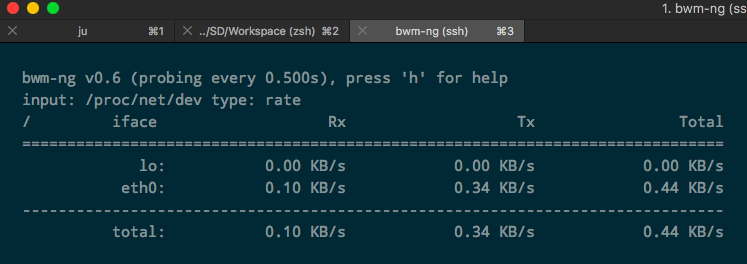 1. bwm-ng (ss
ju ⌘1 ../SD/Workspace (zsh) ⌘2 bwm-ng (ssh) ⌘3
bwm-ng v0.6 (probing every 0.500s), press 'h' for help
input: /proc/net/dev type: rate
/ iface Rx Tx Total
==============================================================================
lo: 0.00 KB/s 0.00 KB/s 0.00 KB/s
eth0: 0.10 KB/s 0.34 KB/s 0.44 KB/s
------------------------------------------------------------------------------
total: 0.10 KB/s 0.34 KB/s 0.44 KB/s